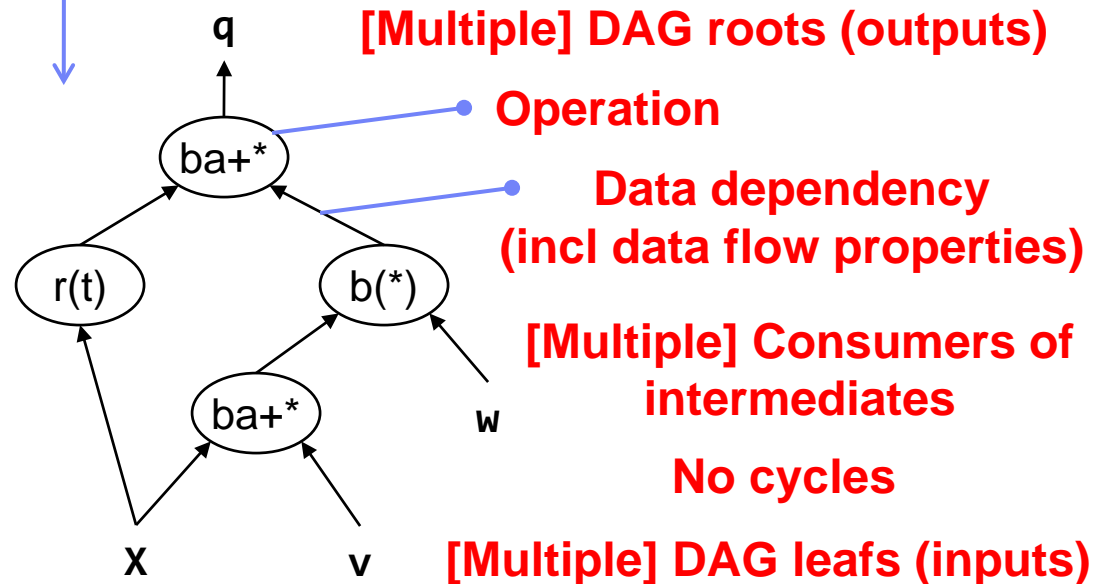 q
[Multiple] DAG roots (outputs)
Operation
ba+*
Data dependency
(incl data flow properties)
r(t)
b(*)
[Multiple] Consumers of
intermediates
ba+*
w
No cycles
X
v
[Multiple] DAG leafs (inputs)